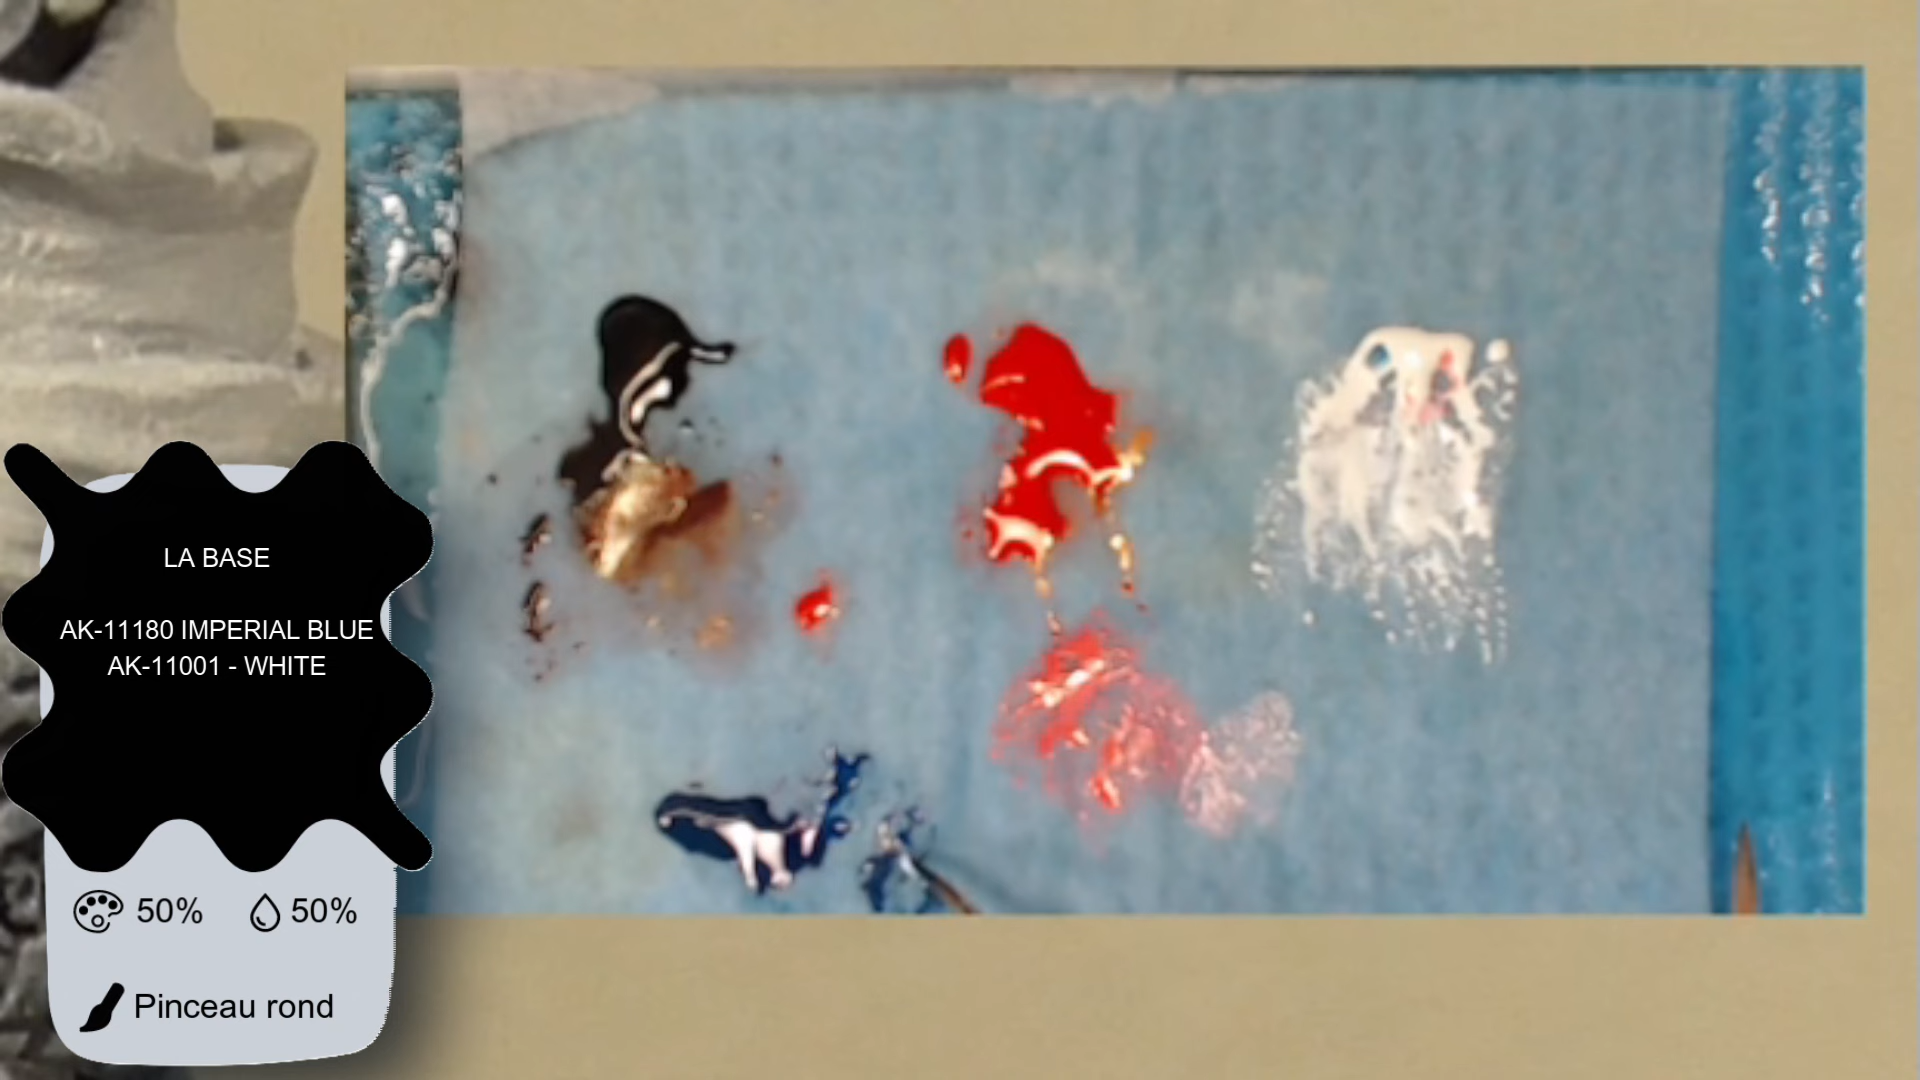 LA BASE
AK-11180 IMPERIAL BLUE
AK-11001 - WHITE
50% 50%
Pinceau rond